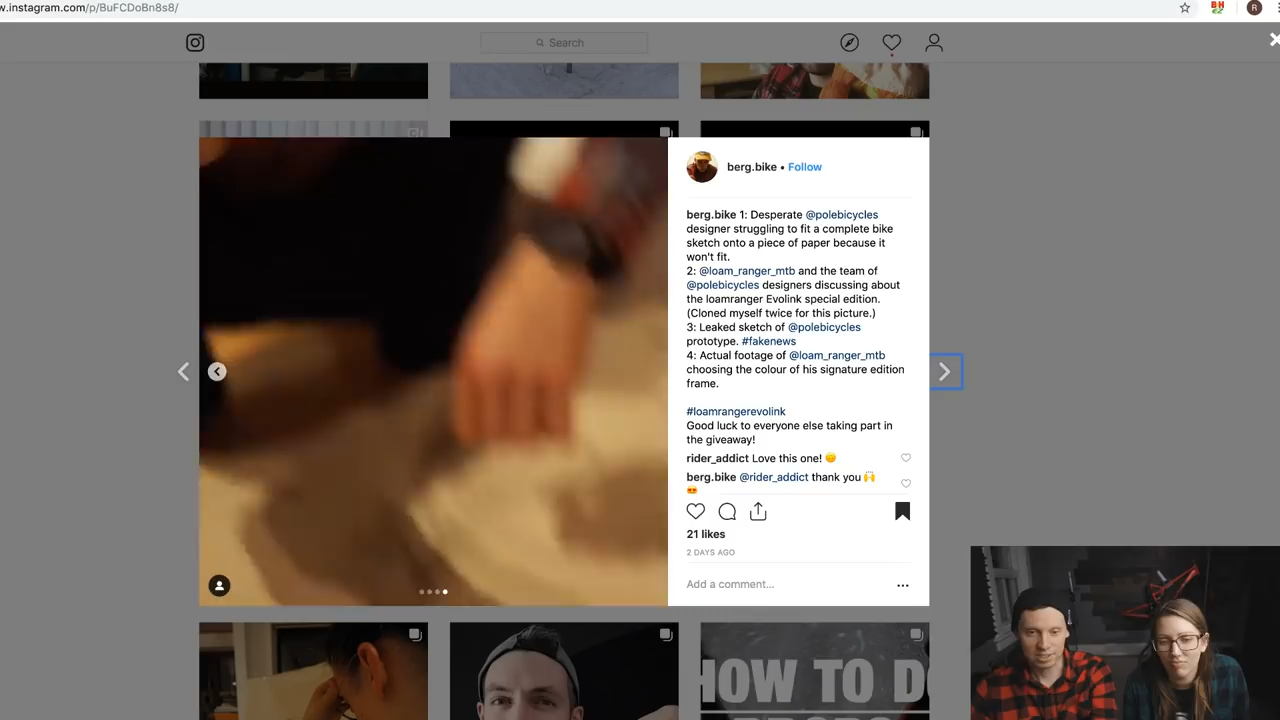 w.instagram.com/p/BuFCDoBn8s8/
R
Search
berg.bike • Follow
berg.bike 1: Desperate @polebicycles
designer struggling to fit a complete bike
sketch onto a piece of paper because it
won't fit.
2: @loam_ranger_mtb and the team of
@polebicycles designers discussing about
the loamranger Evolink special edition.
(Cloned myself twice for this picture.)
3: Leaked sketch of @polebicycles
prototype. #fakenews
4: Actual footage of @loam_ranger_mtb
choosing the colour of his signature edition
frame.
#loamrangerevolink
Good luck to everyone else taking part in
the giveaway!
rider_addict Love this one! 😊
berg.bike @rider_addict thank you 🙌
😍
21 likes
2 DAYS AGO
Add a comment...
HOW TO DO